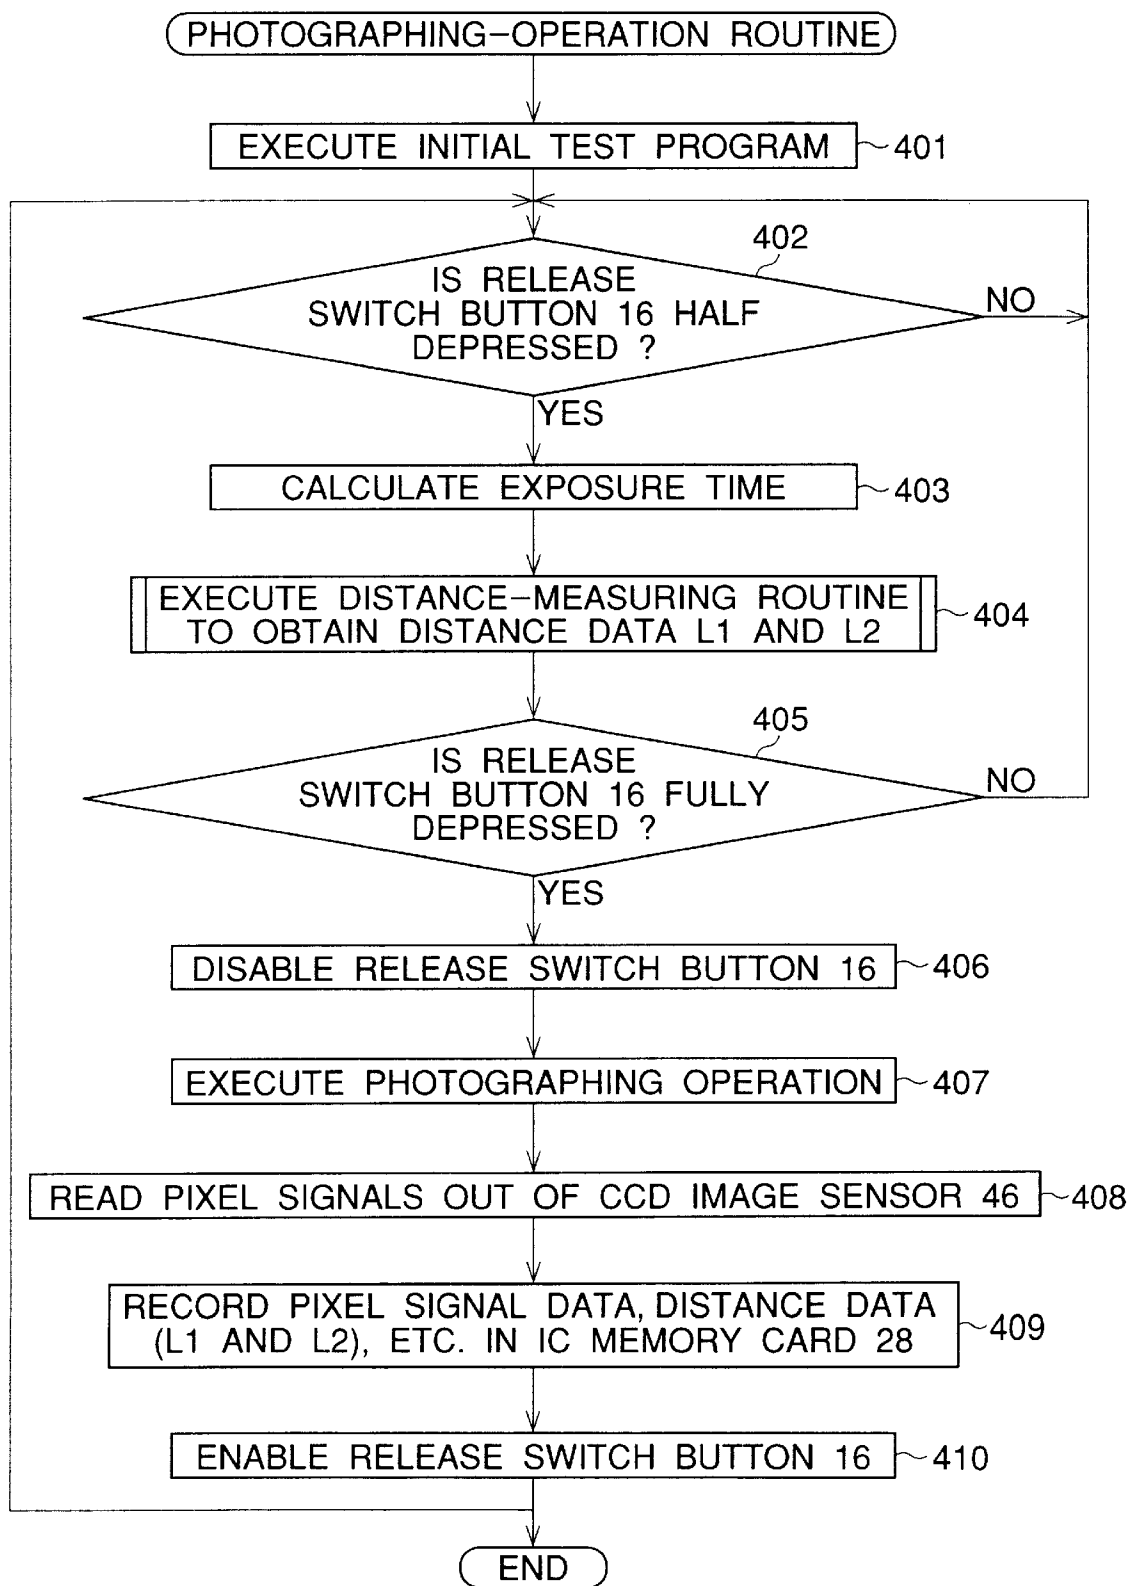 PHOTOGRAPHING-OPERATION ROUTINE
EXECUTE INITIAL TEST PROGRAM
401
402
IS RELEASE
SWITCH BUTTON 16 HALF
DEPRESSED ?
NO
YES
CALCULATE EXPOSURE TIME
403
EXECUTE DISTANCE-MEASURING ROUTINE
TO OBTAIN DISTANCE DATA L1 AND L2
404
405
IS RELEASE
SWITCH BUTTON 16 FULLY
DEPRESSED ?
NO
YES
DISABLE RELEASE SWITCH BUTTON 16
406
EXECUTE PHOTOGRAPHING OPERATION
407
READ PIXEL SIGNALS OUT OF CCD IMAGE SENSOR 46
408
RECORD PIXEL SIGNAL DATA, DISTANCE DATA
(L1 AND L2), ETC. IN IC MEMORY CARD 28
409
ENABLE RELEASE SWITCH BUTTON 16
410
END